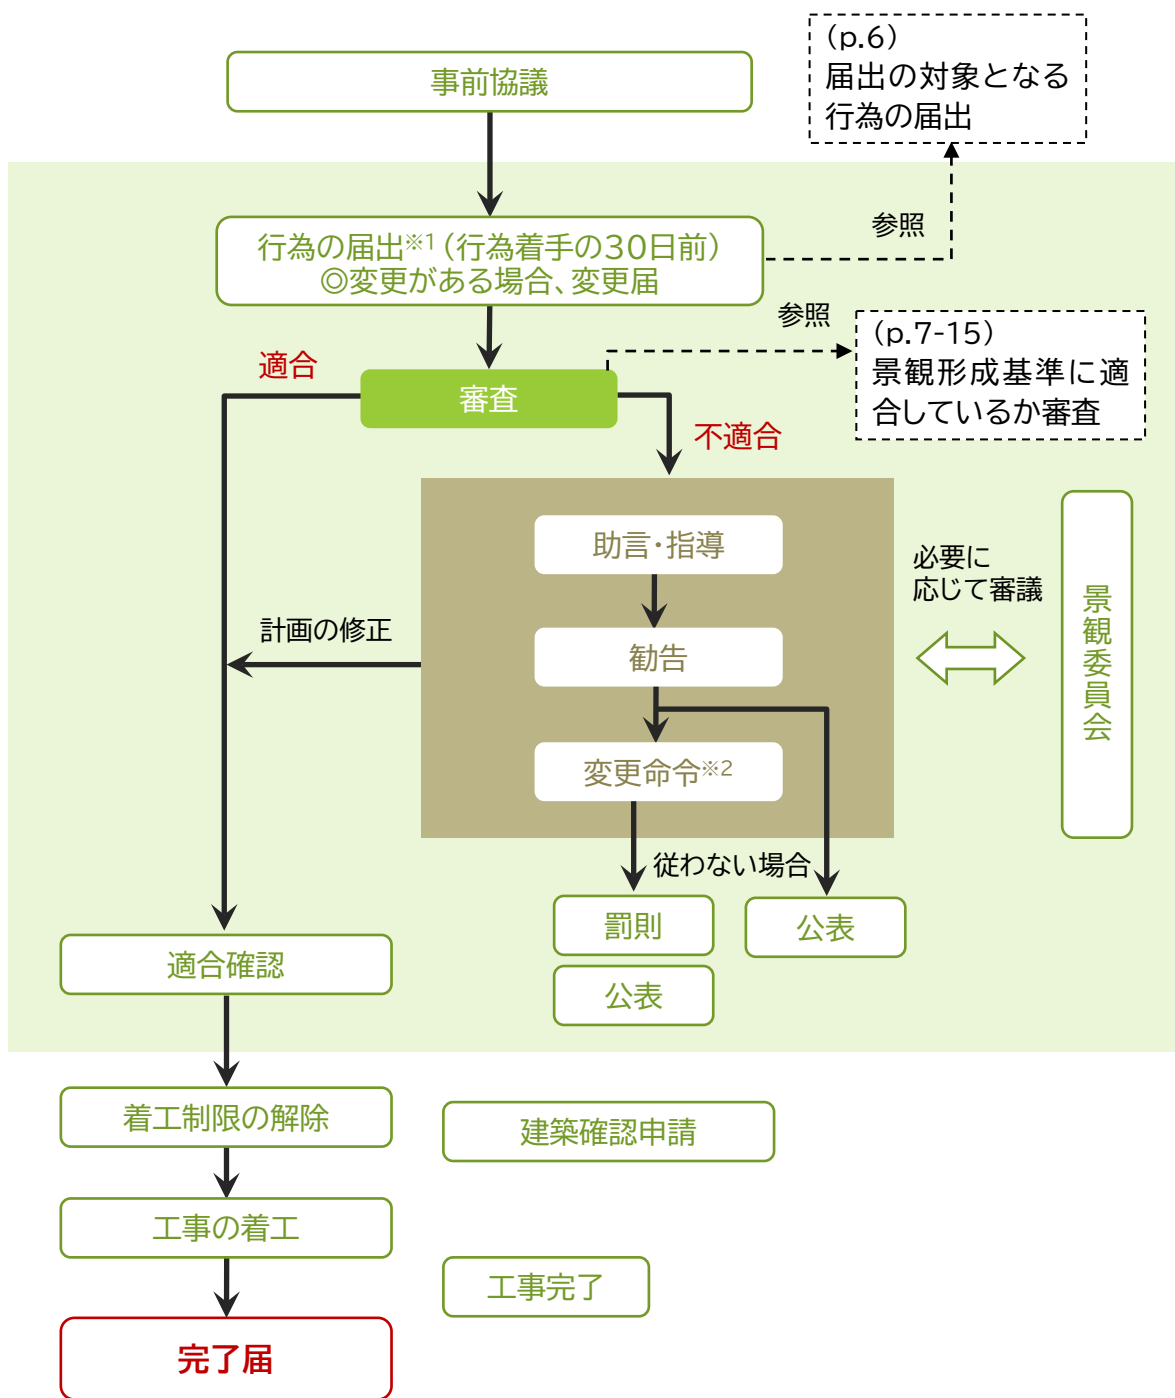 (p.6)
届出の対象となる
行為の届出
事前協議
参照
行為の届出※1(行為着手の30日前)
◎変更がある場合、変更届
参照
(p.7-15)
景観形成基準に適
合しているか審査
適合
審査
不適合
助言・指導
必要に
応じて審議
景観委員会
計画の修正
勧告
変更命令※2
従わない場合
罰則
公表
適合確認
公表
着工制限の解除
建築確認申請
工事の着工
工事完了
完了届